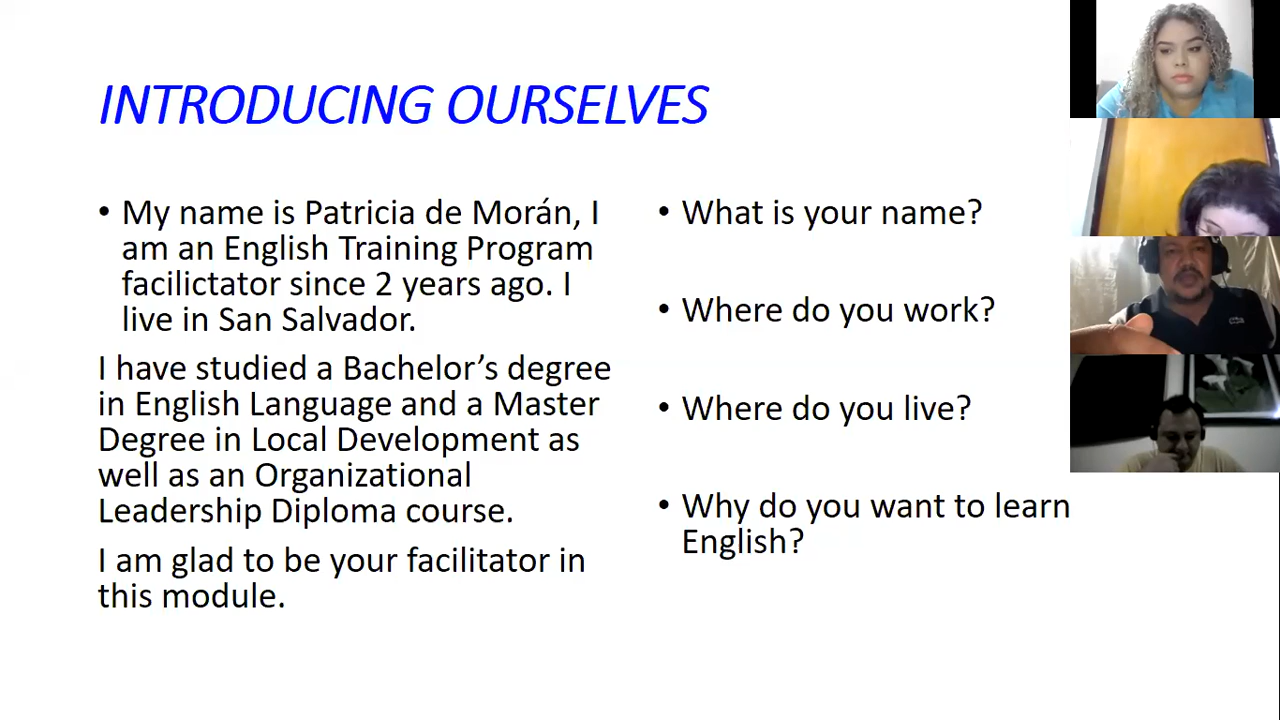 INTRODUCING OURSELVES
• My name is Patricia de Morán, I
am an English Training Program
facilictator since 2 years ago. I
live in San Salvador.
I have studied a Bachelor’s degree
in English Language and a Master
Degree in Local Development as
well as an Organizational
Leadership Diploma course.
I am glad to be your facilitator in
this module.
• What is your name?
• Where do you work?
• Where do you live?
• Why do you want to learn
English?